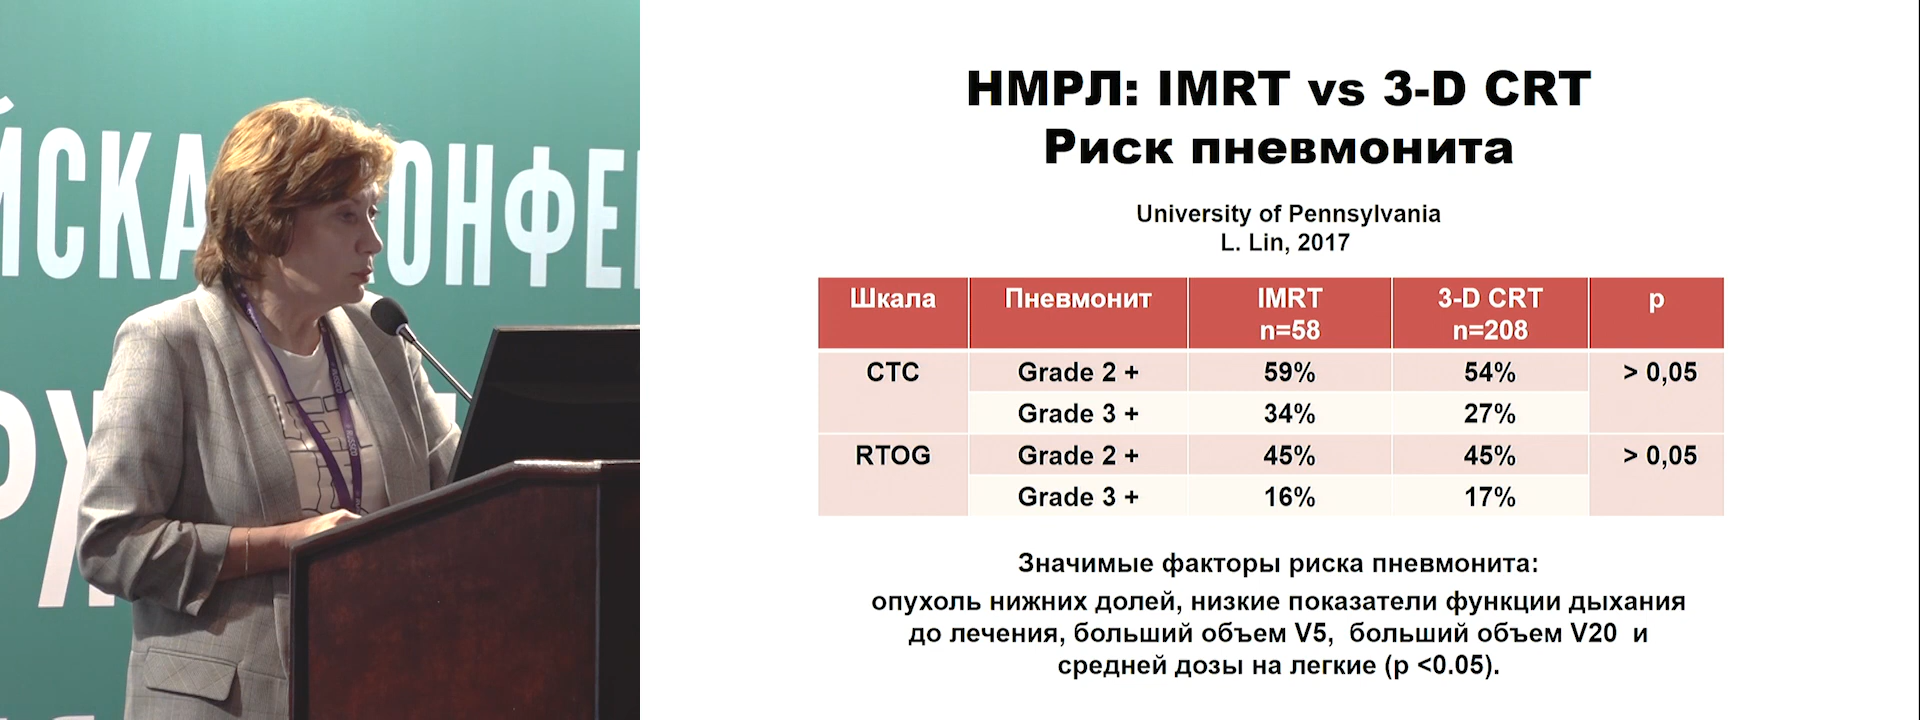 ЙСКА ОНФЕ
РУ
НМРЛ: IMRT vs 3-D CRT
Риск пневмонита
University of Pennsylvania
L. Lin, 2017
Шкала Пневмонит IMRT n=58 3-D CRT n=208 p
CTC Grade 2 + 59% 54% > 0,05
Grade 3 + 34% 27%
RTOG Grade 2 + 45% 45% > 0,05
Grade 3 + 16% 17%
Значимые факторы риска пневмонита:
опухоль нижних долей, низкие показатели функции дыхания
до лечения, больший объем V5, больший объем V20 и
средней дозы на легкие (p <0.05).